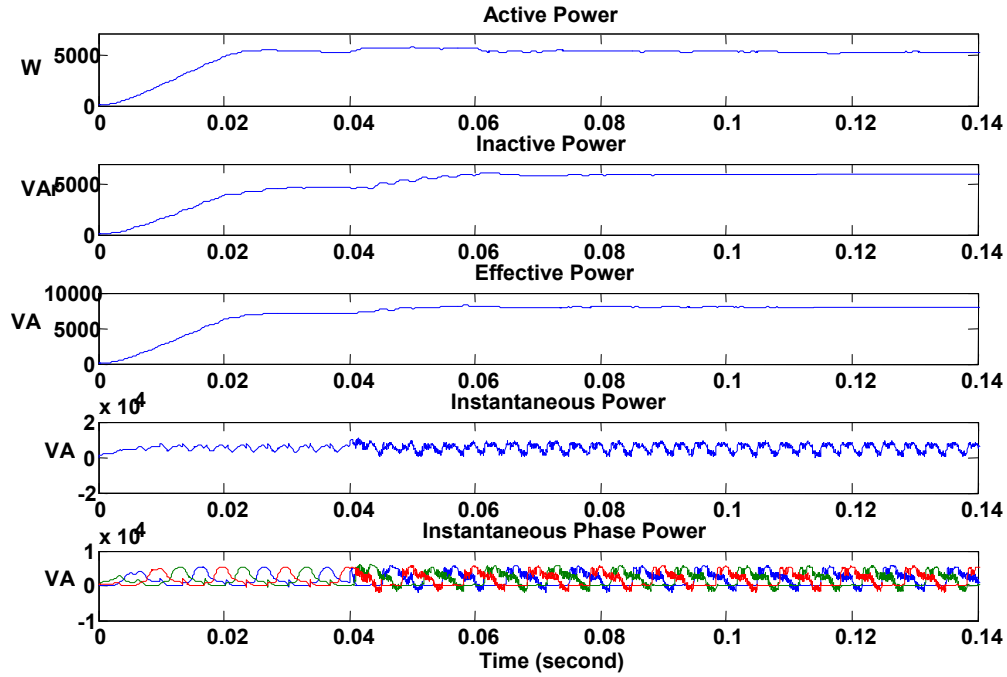 Active Power
W
5000
0
0 0.02 0.04 0.06 0.08 0.1 0.12 0.14
Inactive Power
VAr
5000
0
0 0.02 0.04 0.06 0.08 0.1 0.12 0.14
Effective Power
VA
10000
5000
0
0 0.02 0.04 0.06 0.08 0.1 0.12 0.14
x 10^4
Instantaneous Power
VA
2
0
-2
0 0.02 0.04 0.06 0.08 0.1 0.12 0.14
x 10^4
Instantaneous Phase Power
VA
1
0
-1
0 0.02 0.04 0.06 0.08 0.1 0.12 0.14
Time (second)